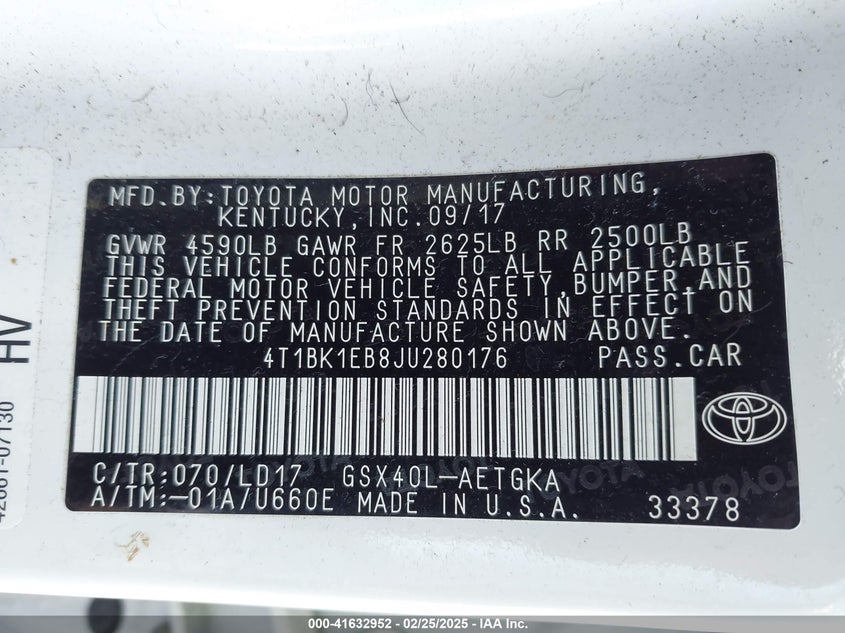 MFD.BY:TOYOTA MOTOR MANUFACTURING,
KENTUCKY,INC.09/17
GVWR 4590LB GAWR FR 2625LB RR 2500LB
THIS VEHICLE CONFORMS TO ALL APPLICABLE
FEDERAL MOTOR VEHICLE SAFETY,BUMPER,AND
THEFT PREVENTION STANDARDS IN EFFECT ON
THE DATE OF MANUFACTURE SHOWN ABOVE.
4T1BK1EB8JU280176 PASS.CAR
C/TR:070/LD17 GSX40L-AETGKA
A/TM:-01A/U660E MADE IN U.S.A. 33378
HV
42661-07130
000-41632952 - 02/25/2025 - IAA Inc.